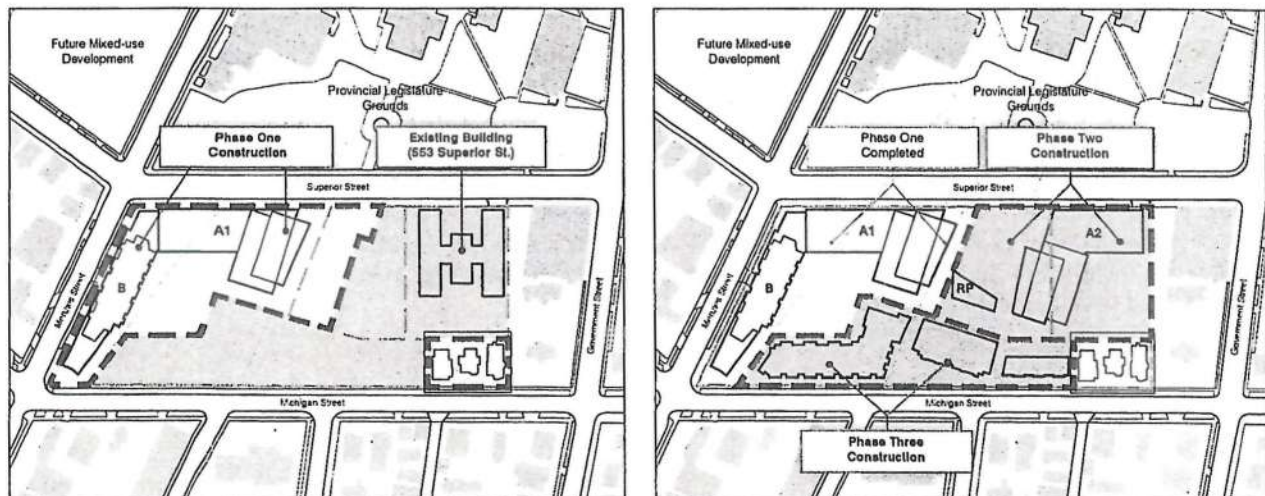 Future Mixed-use
Development
Provincial Legislature
Grounds
Phase One
Construction
Existing Building
(553 Superior St.)
Superior Street
A1
B
Menzies Street
Government Street
Michigan Street
Future Mixed-use
Development
Provincial Legislature
Grounds
Phase One
Completed
Phase Two
Construction
Superior Street
A1
A2
B
RP
Menzies Street
Government Street
Michigan Street
Phase Three
Construction